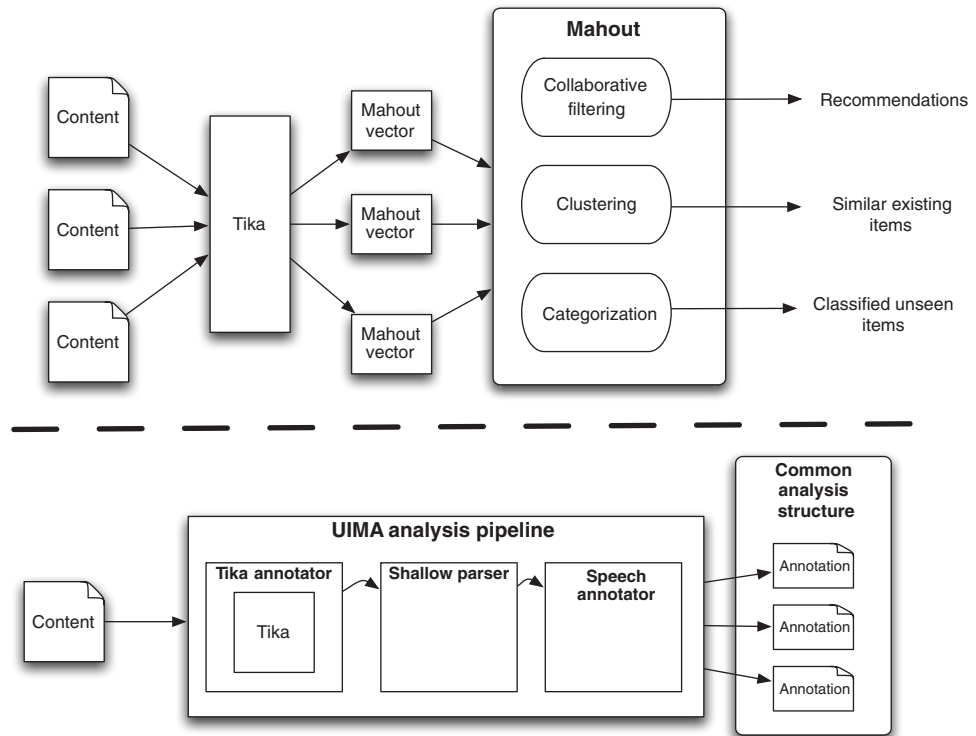 Mahout
Content
Content
Content
Tika
Mahout
vector
Mahout
vector
Mahout
vector
Collaborative
filtering
Clustering
Categorization
Recommendations
Similar existing
items
Classified unseen
items
Content
UIMA analysis pipeline
Tika annotator
Tika
Shallow parser
Speech
annotator
Common
analysis
structure
Annotation
Annotation
Annotation